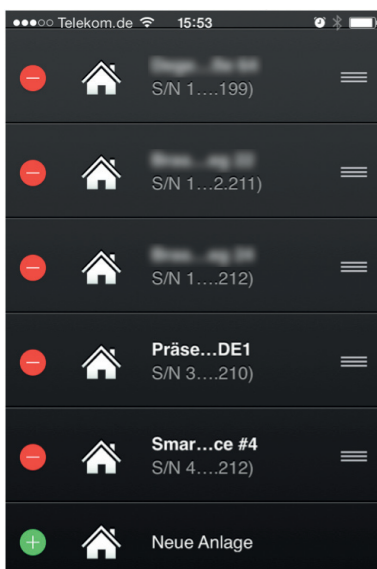 Telekom.de 15:53
S/N 1....199)
S/N 1...2.211)
S/N 1....212)
Präse...DE1
S/N 3....210)
Smar...ce #4
S/N 4....212)
Neue Anlage